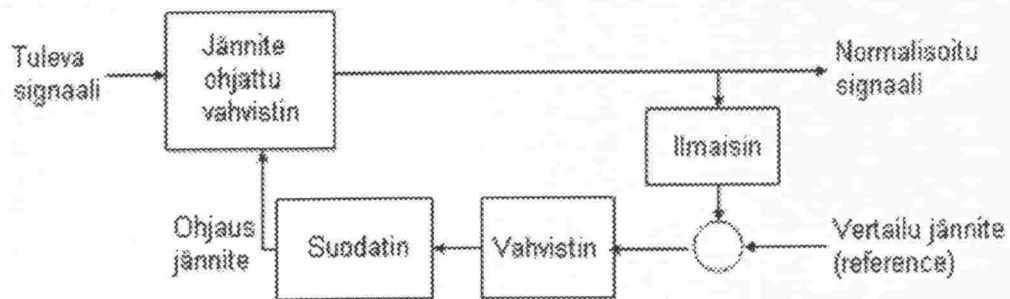 Tuleva
signaali
Jännite
ohjattu
vahvistin
Normalisoitu
signaali
Ilmaisin
Ohjaus
jännite
Suodatin
Vahvistin
Vertailu jännite
(reference)